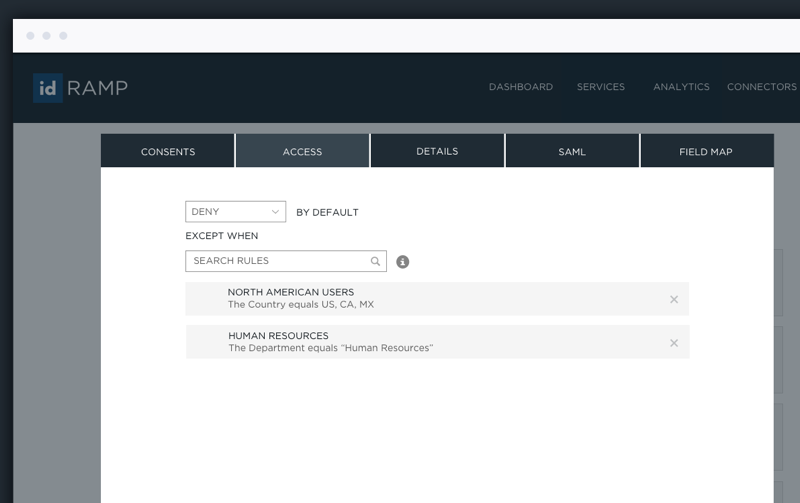 id RAMP
DASHBOARD SERVICES ANALYTICS CONNECTORS
CONSENTS ACCESS DETAILS SAML FIELD MAP
DENY BY DEFAULT
EXCEPT WHEN
SEARCH RULES
NORTH AMERICAN USERS
The Country equals US, CA, MX
HUMAN RESOURCES
The Department equals “Human Resources”